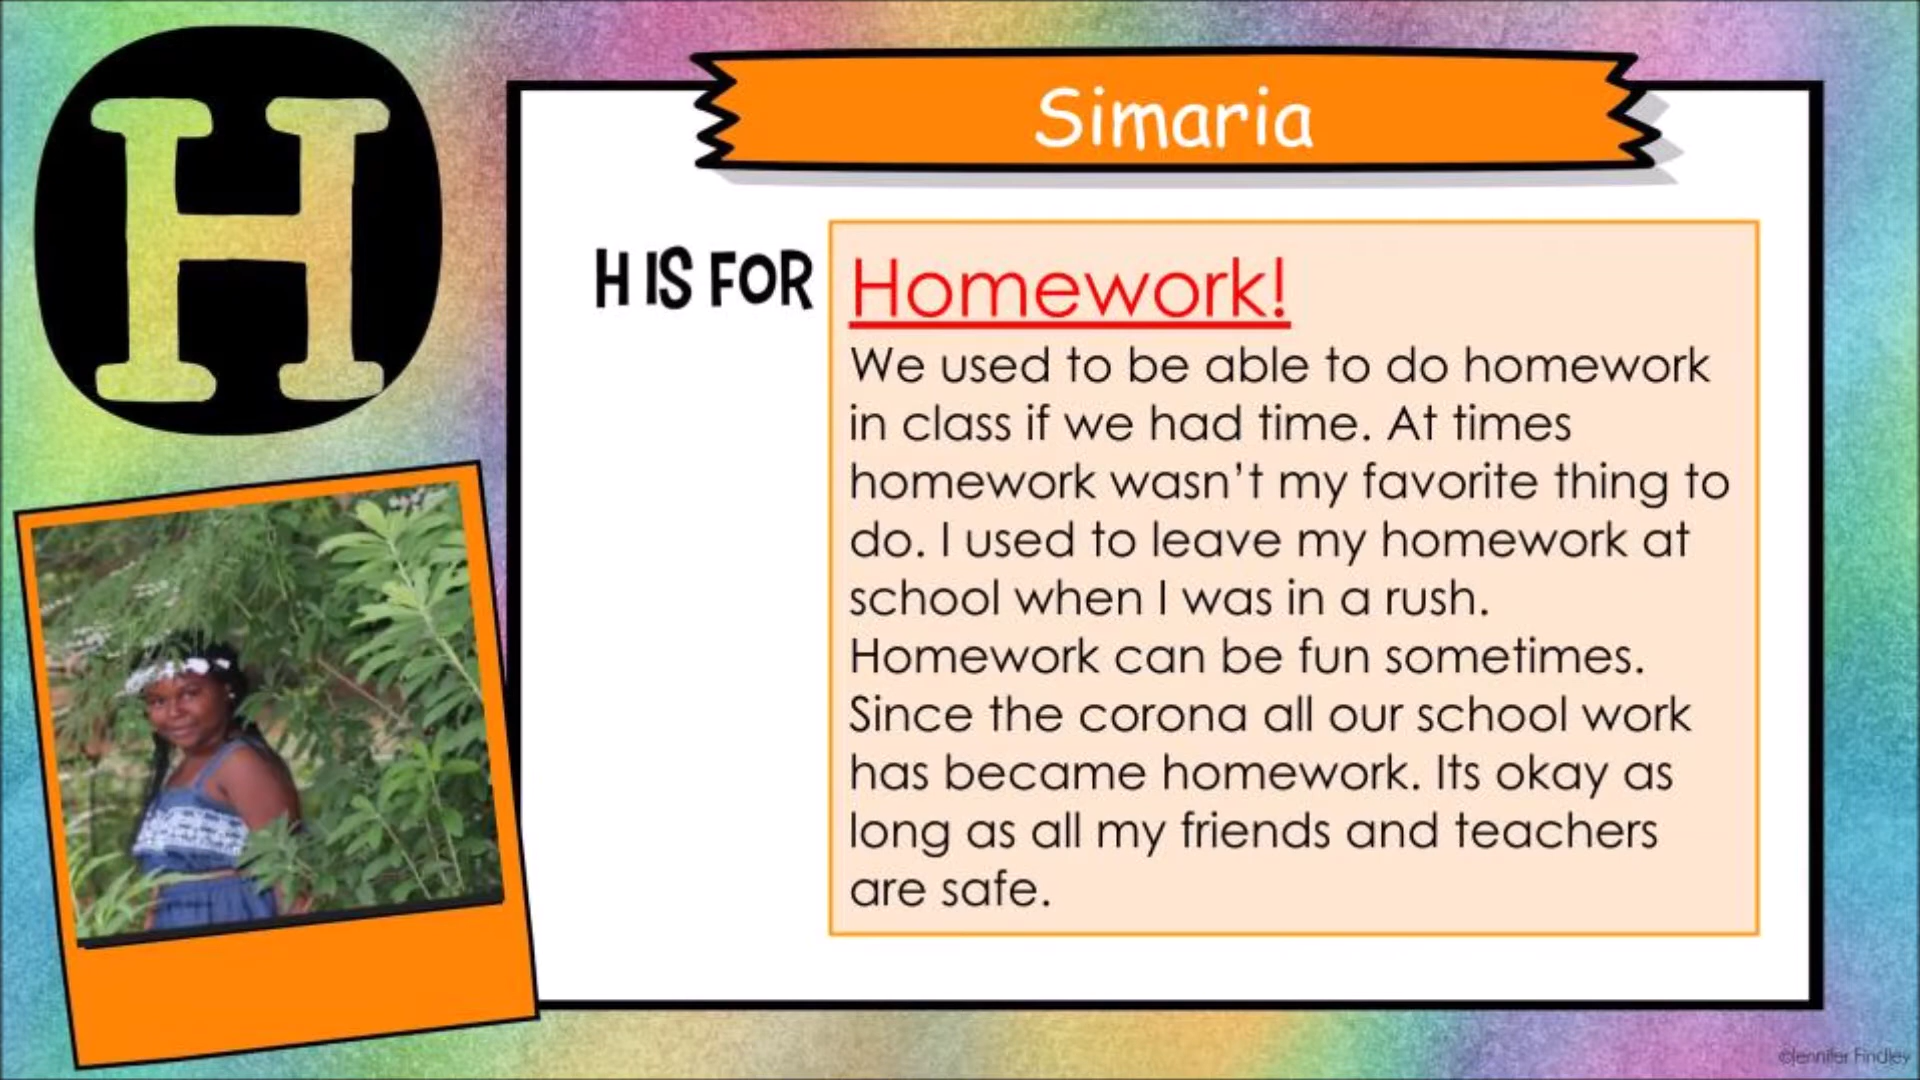 H
Simaria
H IS FOR
Homework!
We used to be able to do homework
in class if we had time. At times
homework wasn’t my favorite thing to
do. I used to leave my homework at
school when I was in a rush.
Homework can be fun sometimes.
Since the corona all our school work
has became homework. Its okay as
long as all my friends and teachers
are safe.
©Jennifer Findley